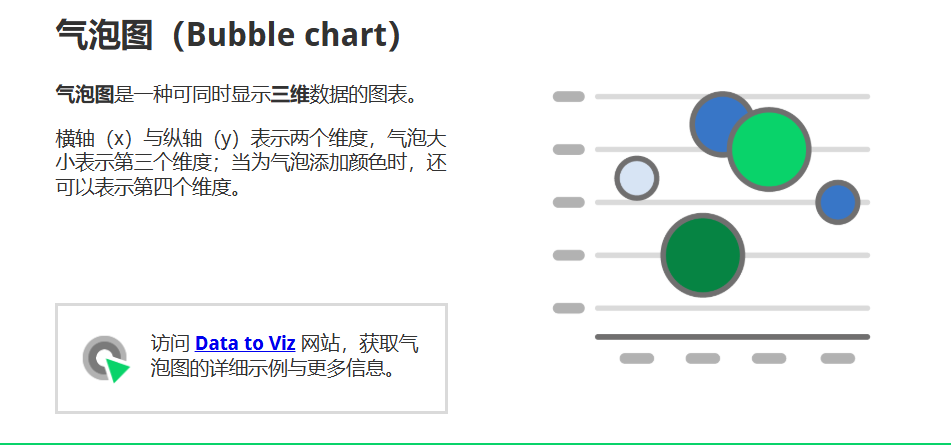 气泡图（Bubble chart）
气泡图是一种可同时显示三维数据的图表。
横轴（x）与纵轴（y）表示两个维度，气泡大
小表示第三个维度；当为气泡添加颜色时，还
可以表示第四个维度。
访问 Data to Viz 网站，获取气
泡图的详细示例与更多信息。